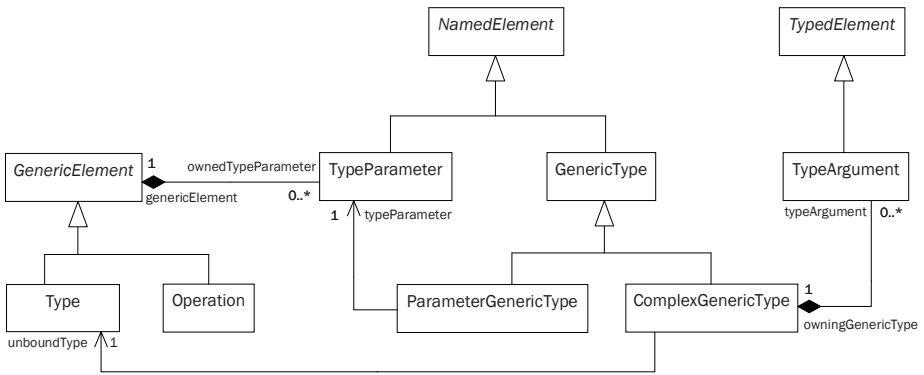 NamedElement
TypedElement
GenericElement
1
ownedTypeParameter
TypeParameter
GenericType
TypeArgument
genericElement
0..*
1
typeParameter
typeArgument
0..*
Type
Operation
ParameterGenericType
ComplexGenericType
1
owningGenericType
unboundType
1